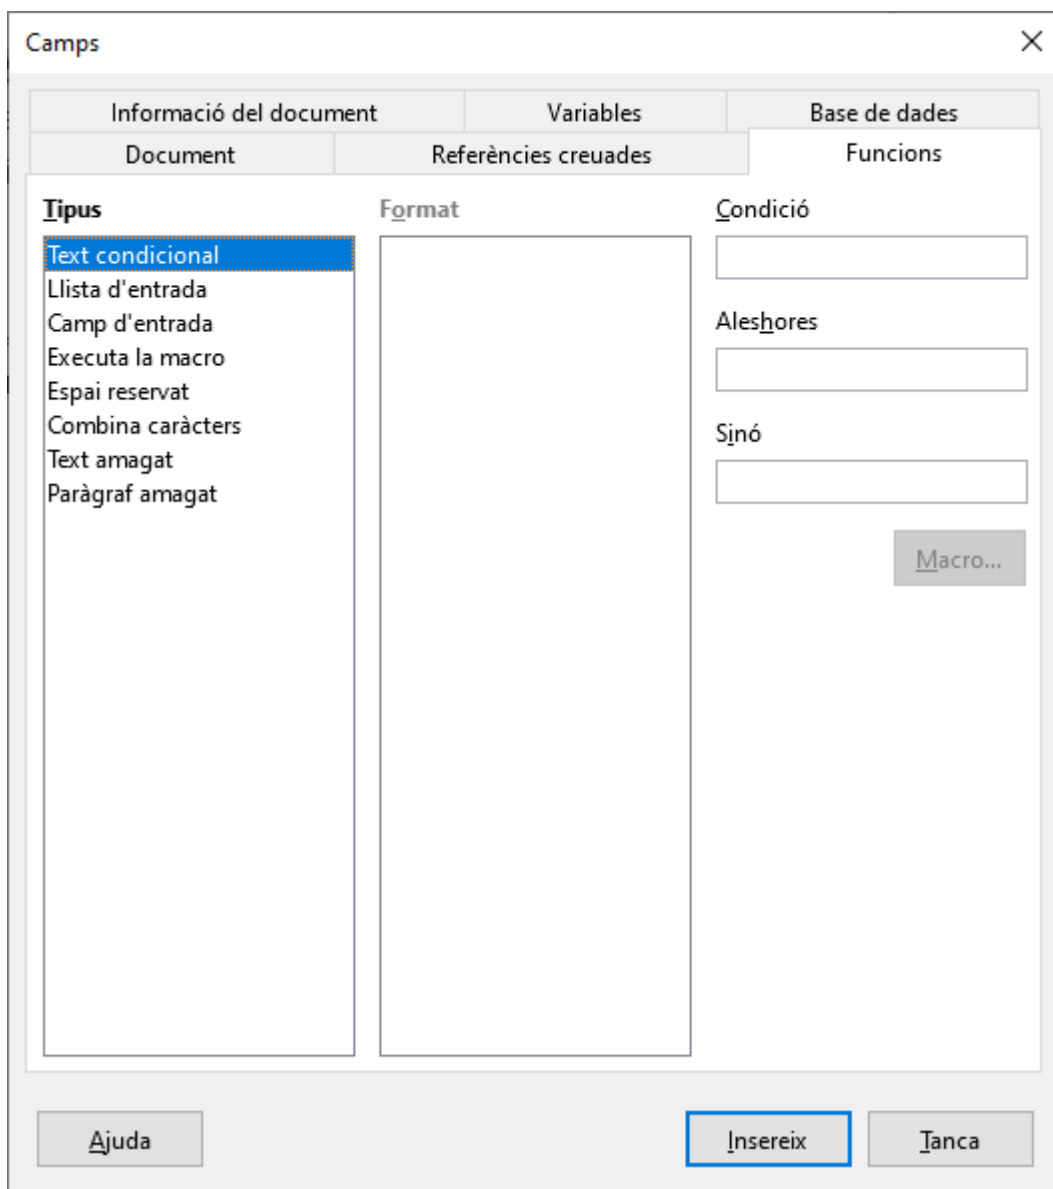 Camps
Informació del document Variables Base de dades
Document Referències creuades Funcions
Tipus Format Condició
Text condicional
Llista d'entrada
Camp d'entrada
Executa la macro
Espai reservat
Combina caràcters
Text amagat
Paràgraf amagat
Aleshores
Sinó
Macro...
Ajuda Insereix Tanca